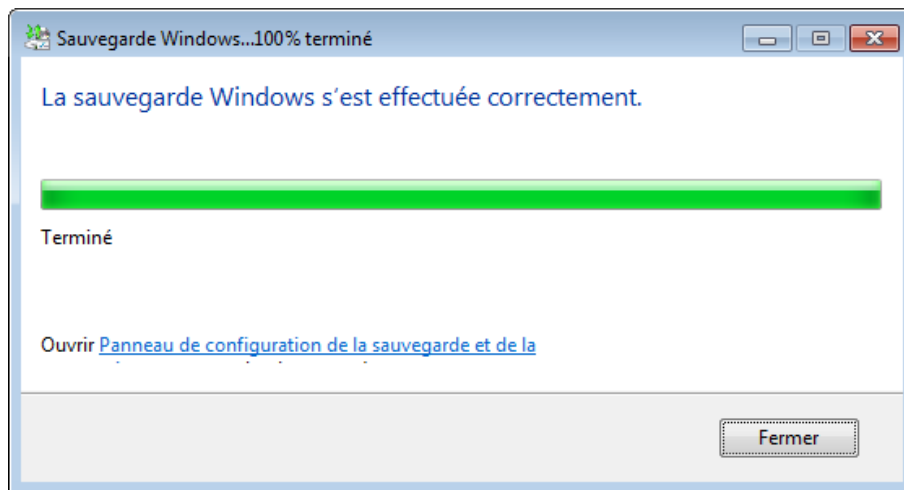 Sauvegarde Windows...100% terminé
La sauvegarde Windows s'est effectuée correctement.
Terminé
Ouvrir Panneau de configuration de la sauvegarde et de la
Fermer